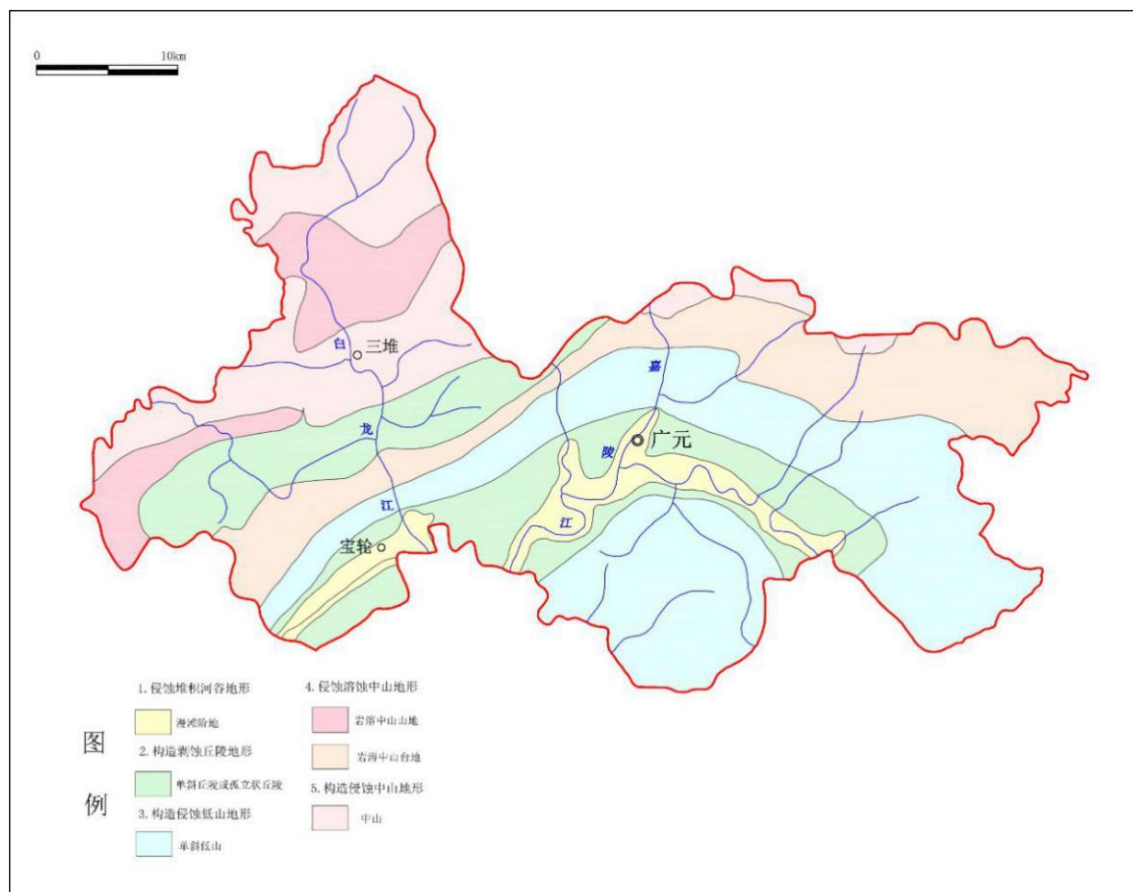 0 10km
三堆
白
龙
江
宝轮
嘉
陵
江
广元
图
例
1.侵蚀堆积河谷地形
漫滩阶地
2.构造剥蚀丘陵地形
单斜丘陵或孤立状丘陵
3.构造侵蚀低山地形
单斜低山
4.侵蚀溶蚀中山地形
岩溶中山山地
岩溶中山台地
5.构造侵蚀中山地形
中山